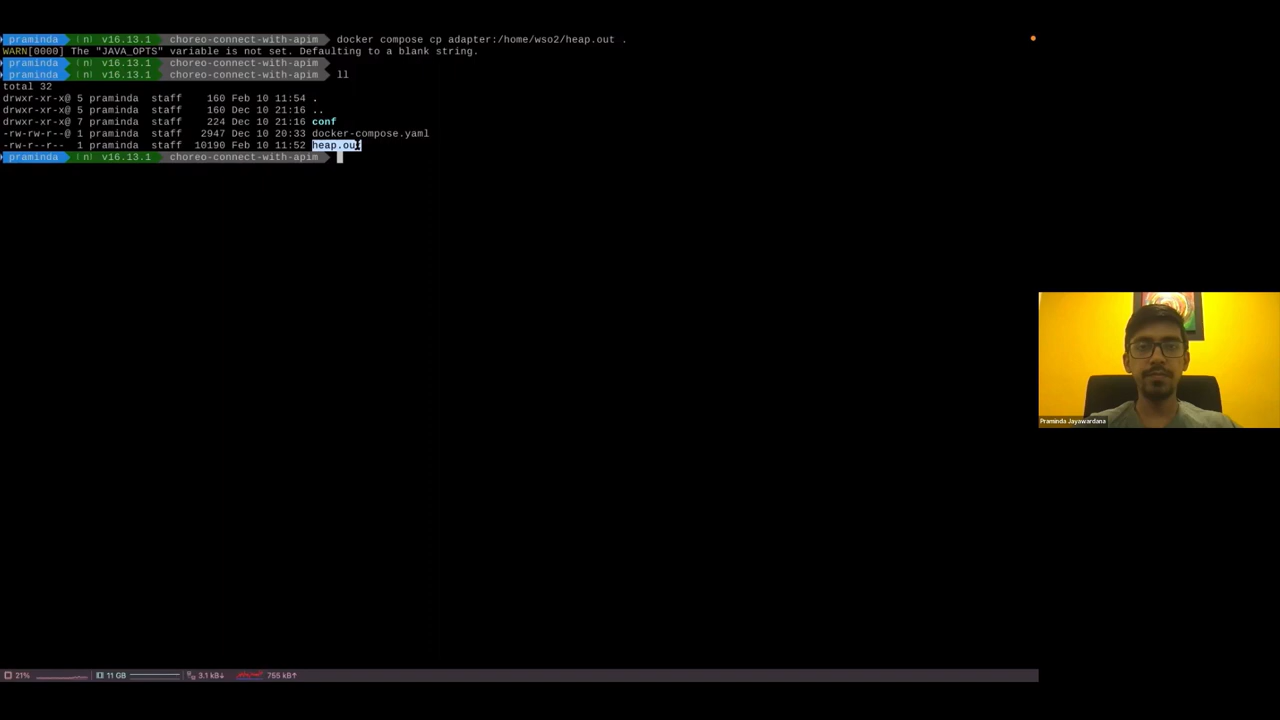 praminda n v16.13.1 choreo-connect-with-apim docker compose cp adapter:/home/wso2/heap.out .
WARN[0000] The "JAVA_OPTS" variable is not set. Defaulting to a blank string.
praminda n v16.13.1 choreo-connect-with-apim
praminda n v16.13.1 choreo-connect-with-apim ll
total 32
drwxr-xr-x@ 5 praminda staff 160 Feb 10 11:54 .
drwxr-xr-x@ 5 praminda staff 160 Dec 10 21:16 ..
drwxr-xr-x@ 7 praminda staff 224 Dec 10 21:16 conf
-rw-rw-r--@ 1 praminda staff 2947 Dec 10 20:33 docker-compose.yaml
-rw-r--r-- 1 praminda staff 10190 Feb 10 11:52 heap.out
praminda n v16.13.1 choreo-connect-with-apim
Praminda Jayawardana
21% 11 GB 3.1 kB↓ 755 kB↑